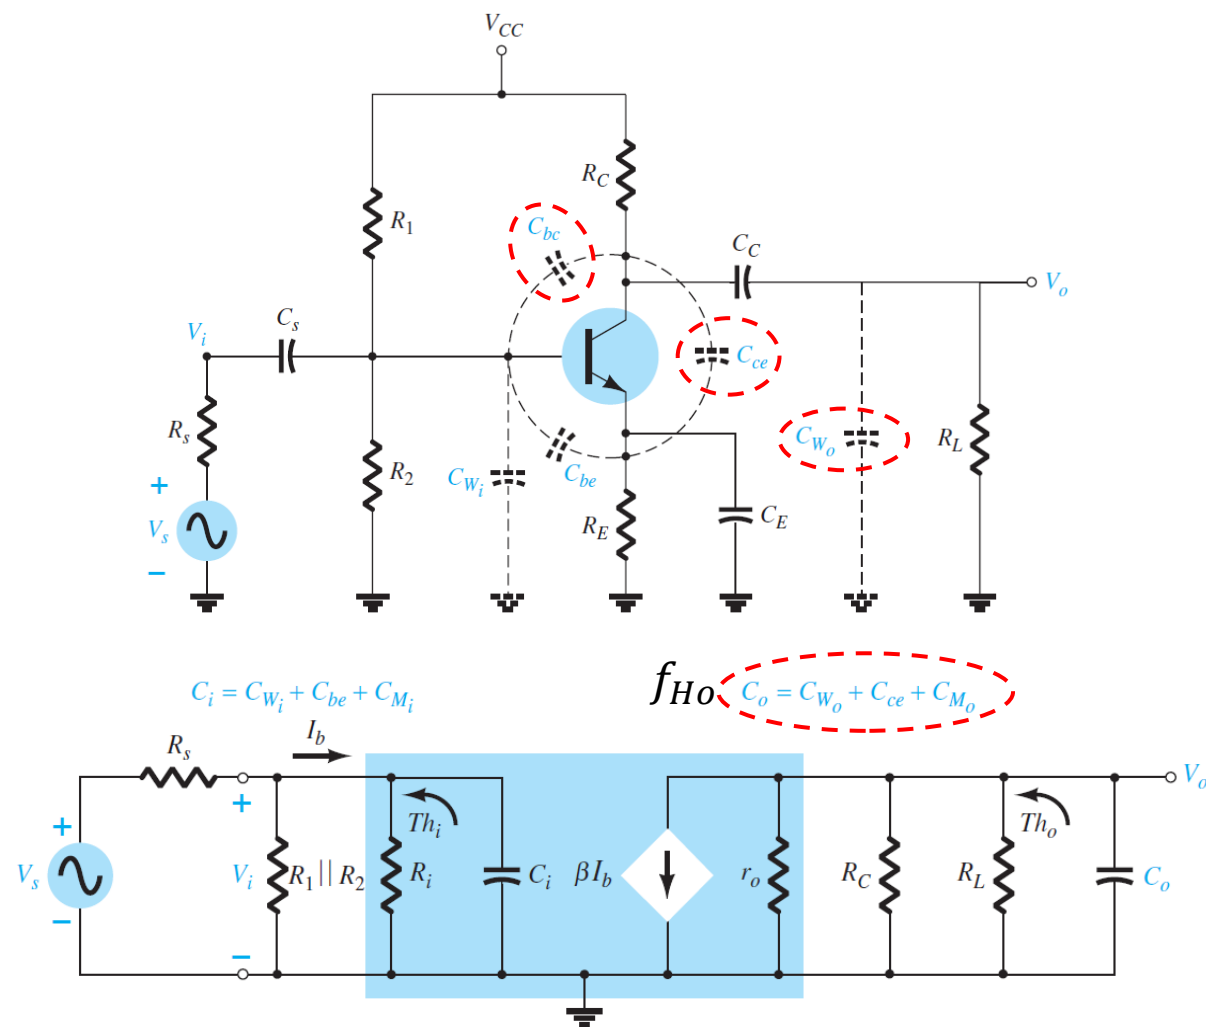 V_CC
R_C
R_1
C_bc
C_C
V_o
C_s
V_i
C_ce
R_s
C_Wo
R_L
+
R_2
C_Wi
C_be
V_s
R_E
C_E
−
f_Ho
C_i = C_Wi + C_be + C_Mi
C_o = C_Wo + C_ce + C_Mo
I_b
R_s
V_o
+
Th_i
Th_o
+
V_s
V_i
R_1 || R_2
R_i
C_i
βI_b
r_o
R_C
R_L
C_o
−
−